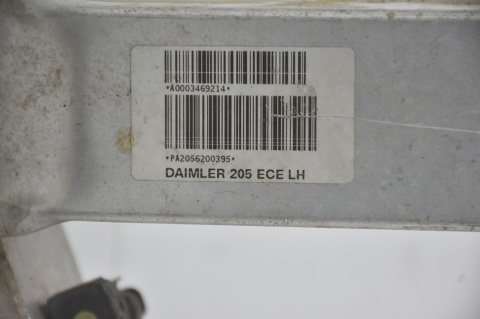 *A0003469214*
*PA2056200395*
DAIMLER 205 ECE LH